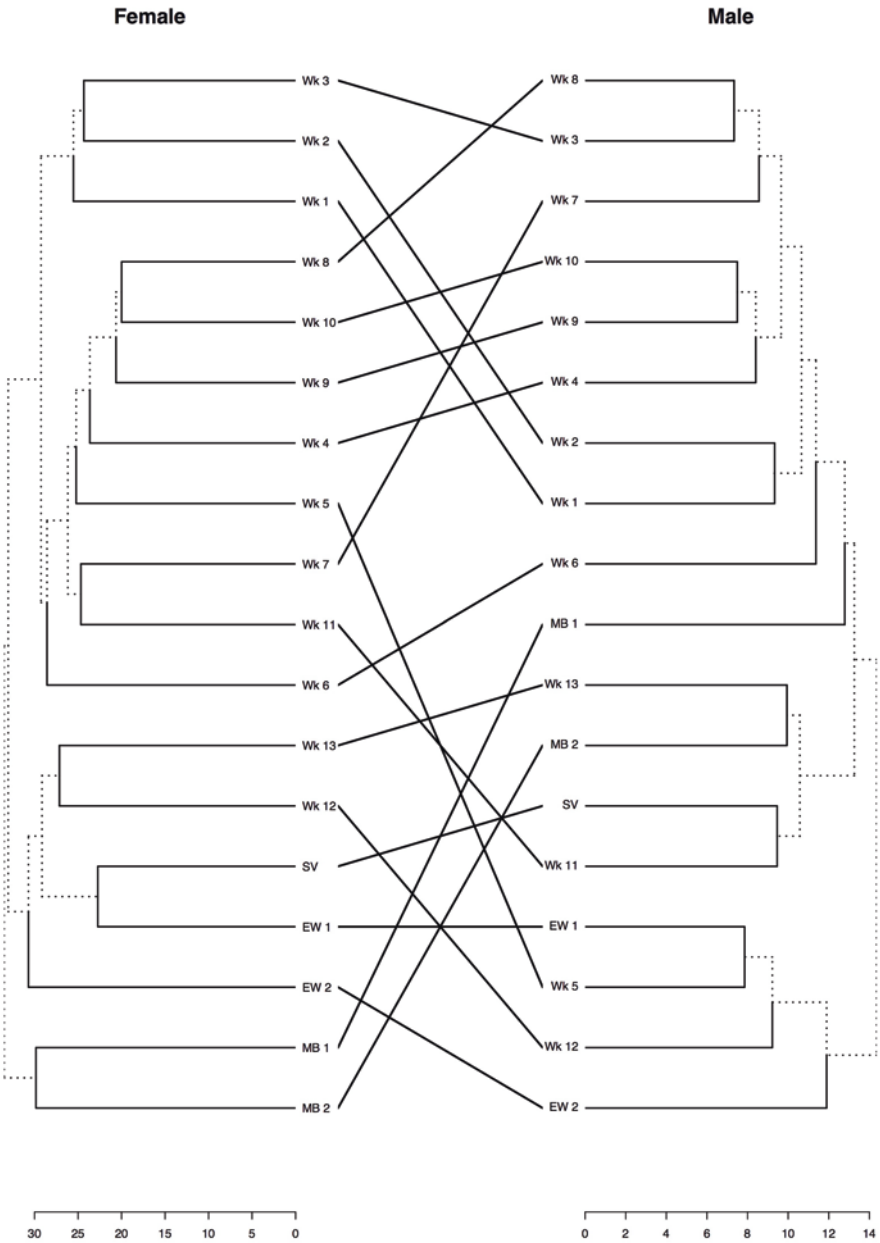 Female Male
Wk 3 Wk 8
Wk 2 Wk 3
Wk 1 Wk 7
Wk 8 Wk 10
Wk 10 Wk 9
Wk 9 Wk 4
Wk 4 Wk 2
Wk 5 Wk 1
Wk 7 Wk 6
Wk 11 MB 1
Wk 6 Wk 13
Wk 13 MB 2
Wk 12 SV
SV Wk 11
EW 1 EW 1
EW 2 Wk 5
MB 1 Wk 12
MB 2 EW 2
30 25 20 15 10 5 0 0 2 4 6 8 10 12 14